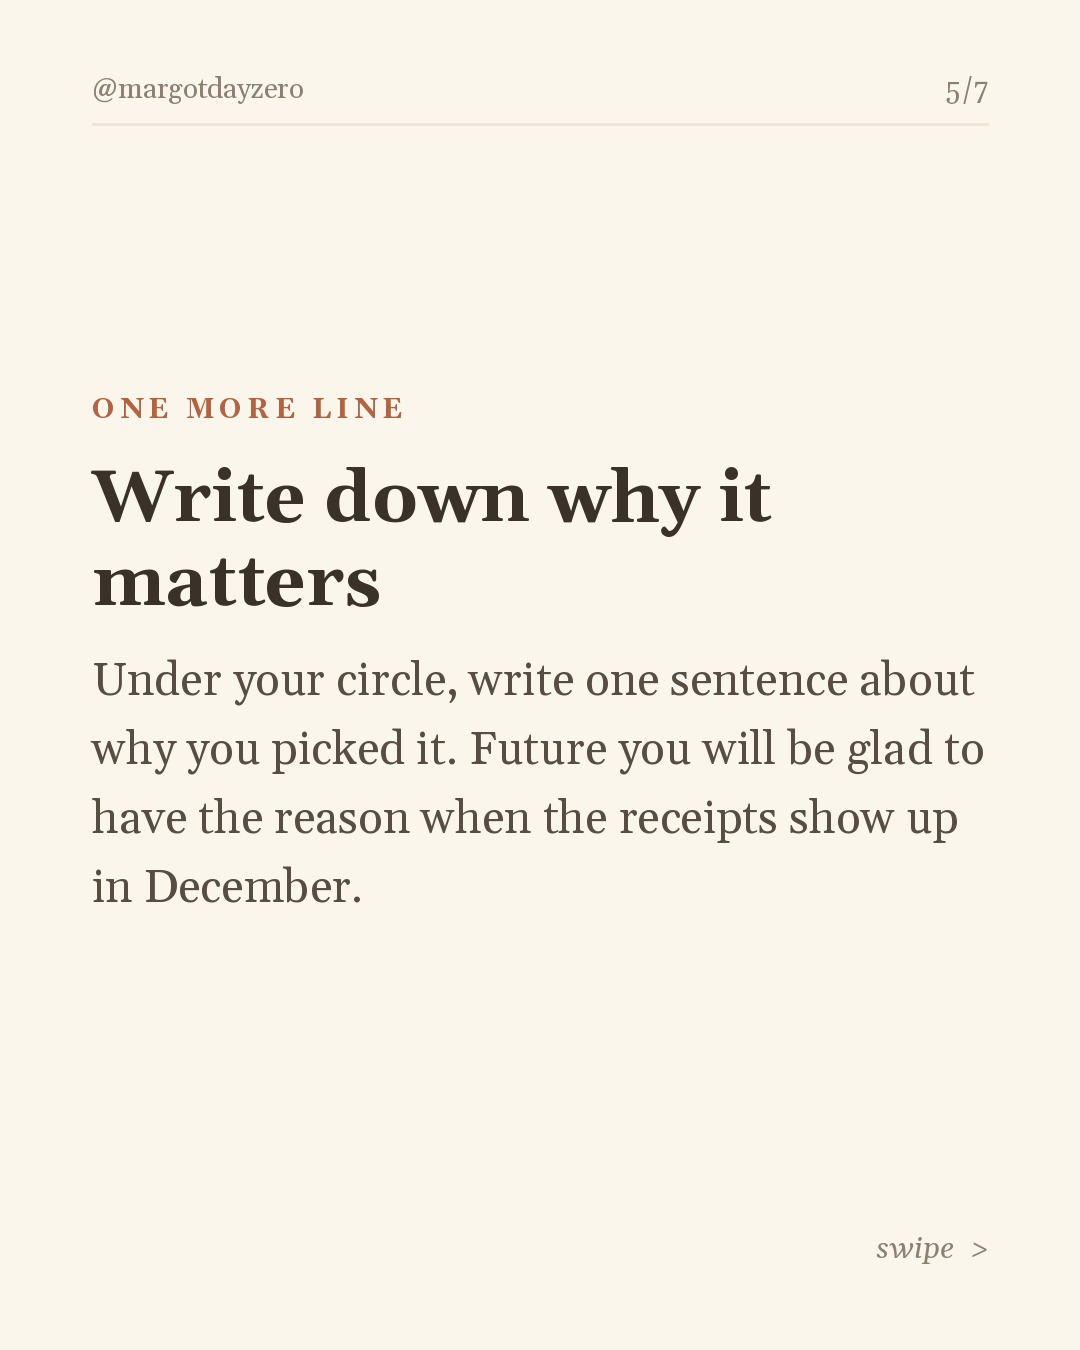 @margotdayzero
5/7
ONE MORE LINE
Write down why it
matters
Under your circle, write one sentence about
why you picked it. Future you will be glad to
have the reason when the receipts show up
in December.
swipe >